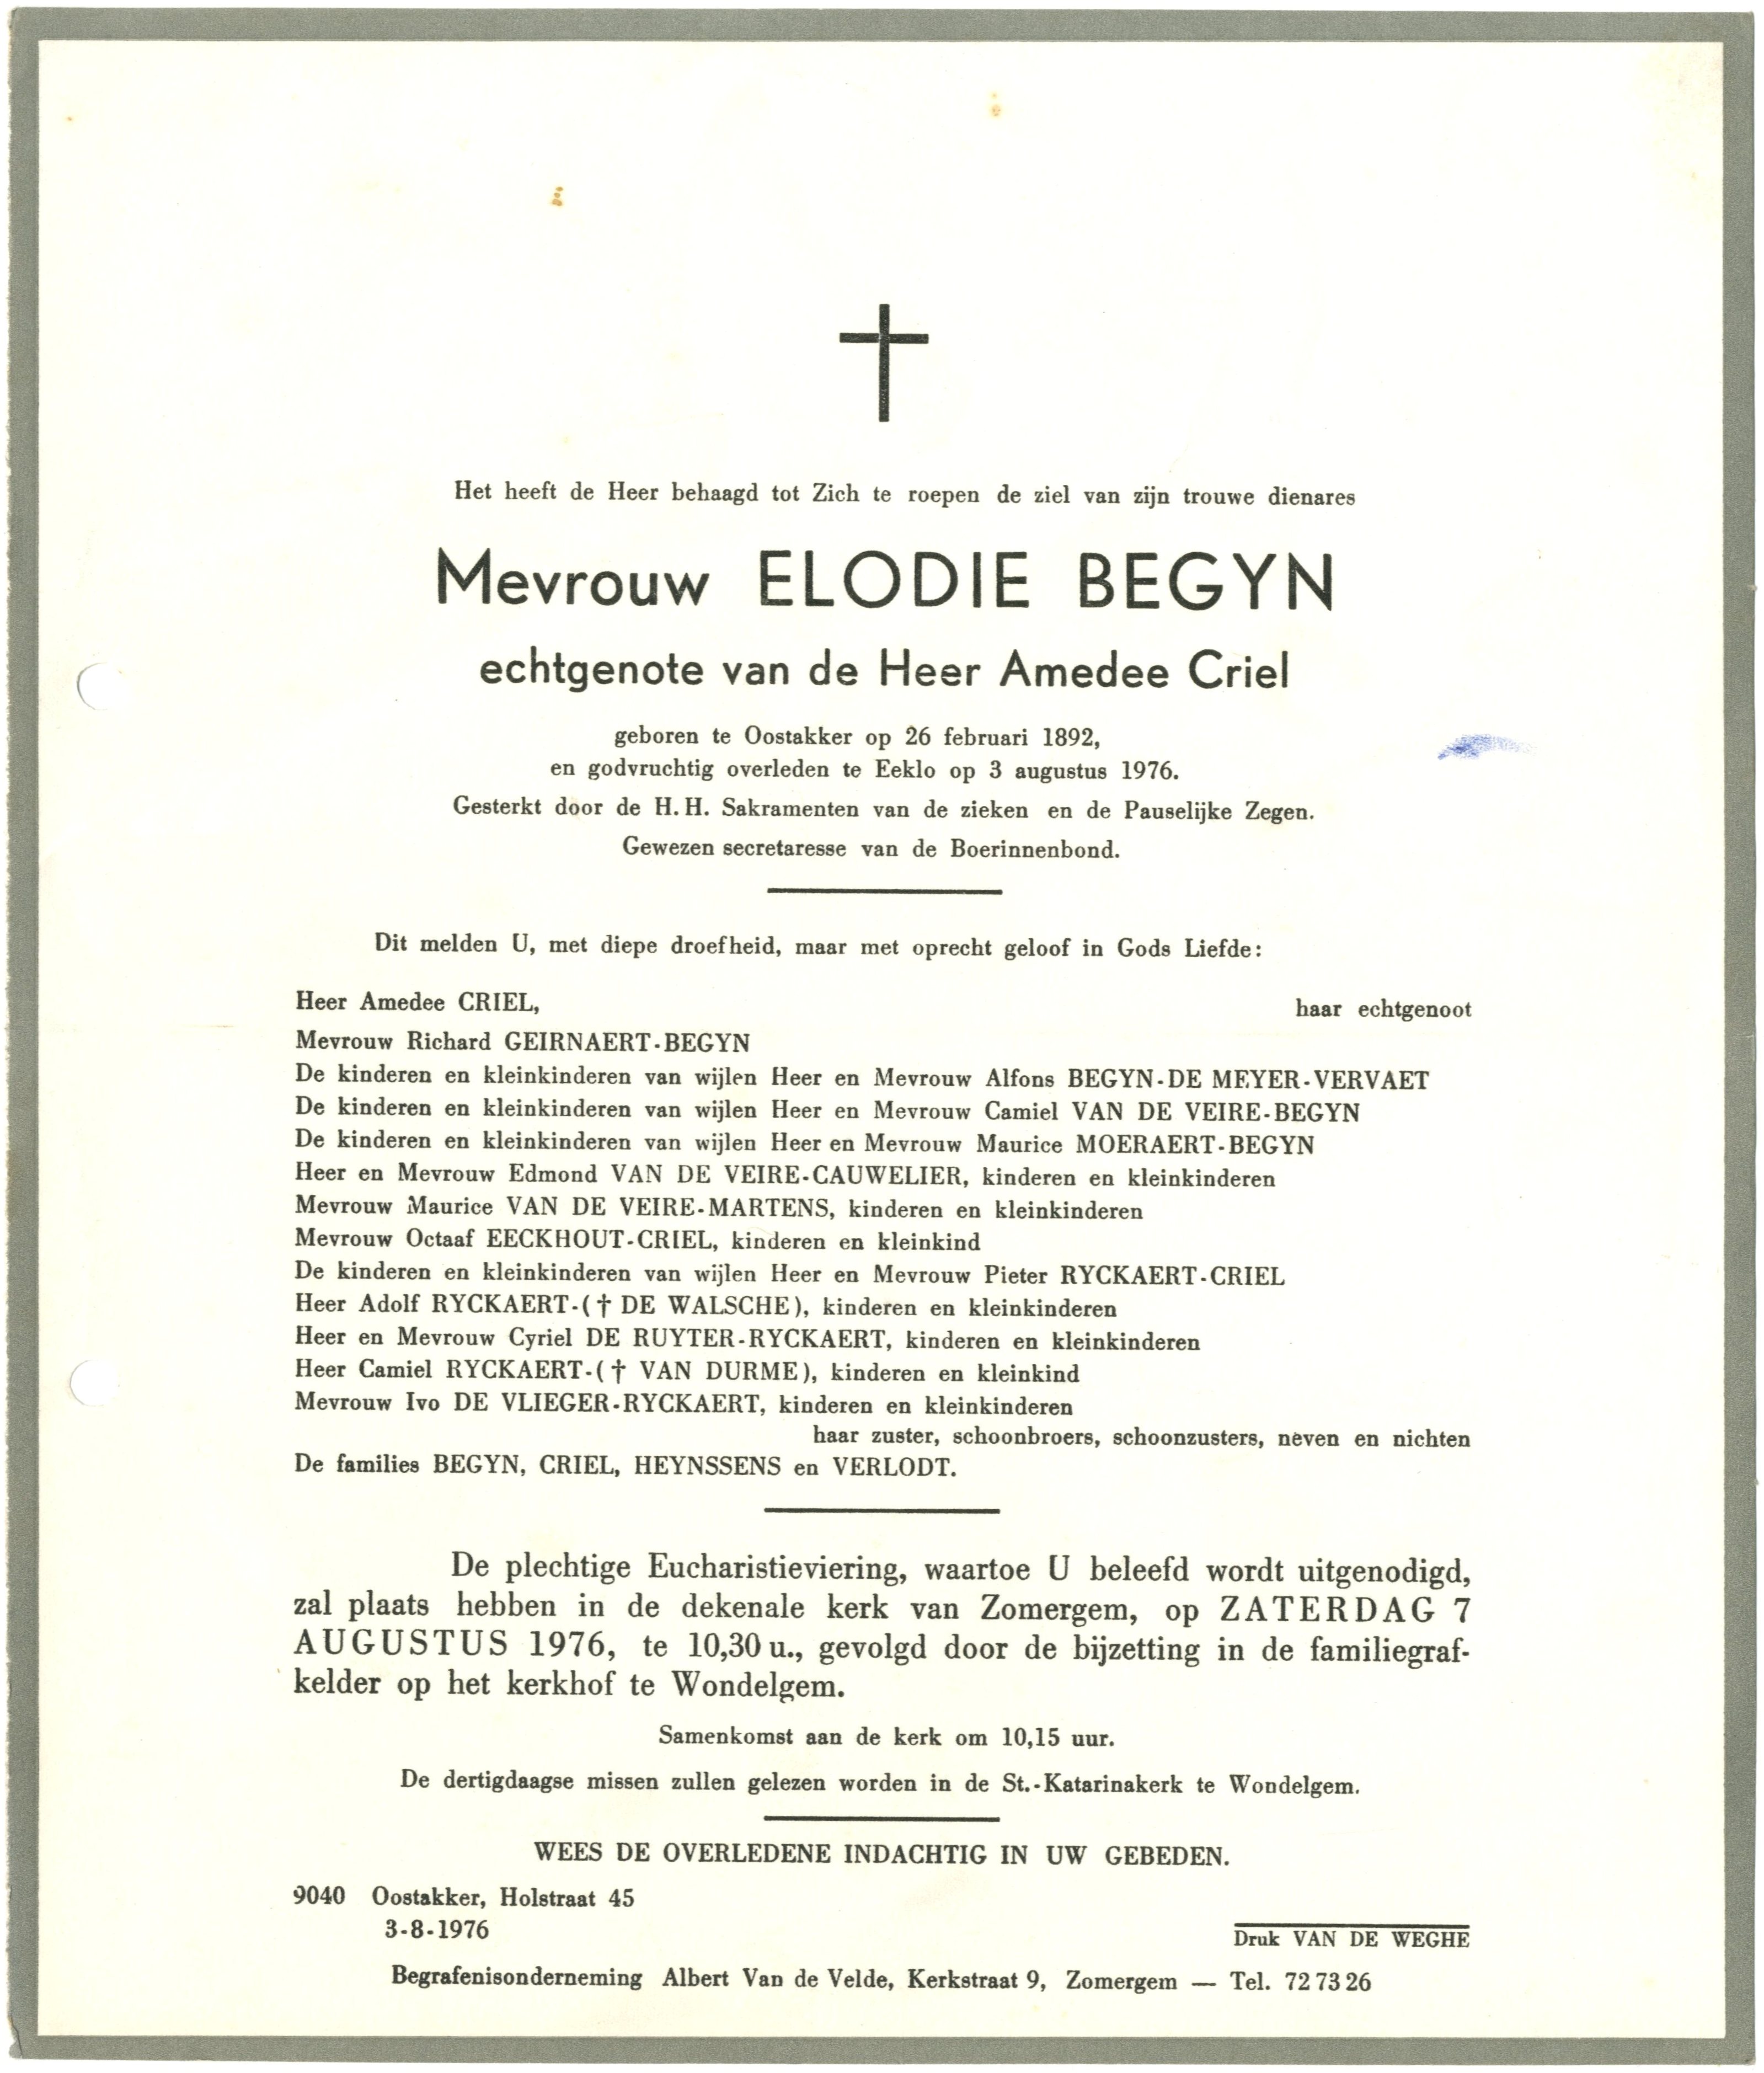 Het heeft de Heer behaagd tot Zich te roepen de ziel van zijn trouwe dienares
Mevrouw ELODIE BEGYN
echtgenote van de Heer Amedee Criel
geboren te Oostakker op 26 februari 1892,
en godvruchtig overleden te Eeklo op 3 augustus 1976.
Gesterkt door de H.H. Sakramenten van de zieken en de Pauselijke Zegen.
Gewezen secretaresse van de Boerinnenbond.
Dit melden U, met diepe droefheid, maar met oprecht geloof in Gods Liefde:
Heer Amedee CRIEL, haar echtgenoot
Mevrouw Richard GEIRNAERT-BEGYN
De kinderen en kleinkinderen van wijlen Heer en Mevrouw Alfons BEGYN-DE MEYER-VERVAET
De kinderen en kleinkinderen van wijlen Heer en Mevrouw Camiel VAN DE VEIRE-BEGYN
De kinderen en kleinkinderen van wijlen Heer en Mevrouw Maurice MOERAERT-BEGYN
Heer en Mevrouw Edmond VAN DE VEIRE-CAUWELIER, kinderen en kleinkinderen
Mevrouw Maurice VAN DE VEIRE-MARTENS, kinderen en kleinkinderen
Mevrouw Octaaf EECKHOUT-CRIEL, kinderen en kleinkind
De kinderen en kleinkinderen van wijlen Heer en Mevrouw Pieter RYCKAERT-CRIEL
Heer Adolf RYCKAERT-(† DE WALSCHE), kinderen en kleinkinderen
Heer en Mevrouw Cyriel DE RUYTER-RYCKAERT, kinderen en kleinkinderen
Heer Camiel RYCKAERT-(† VAN DURME), kinderen en kleinkind
Mevrouw Ivo DE VLIEGER-RYCKAERT, kinderen en kleinkinderen
haar zuster, schoonbroers, schoonzusters, neven en nichten
De families BEGYN, CRIEL, HEYNSSENS en VERLODT.
De plechtige Eucharistieviering, waartoe U beleefd wordt uitgenodigd,
zal plaats hebben in de dekenale kerk van Zomergem, op ZATERDAG 7
AUGUSTUS 1976, te 10,30 u., gevolgd door de bijzetting in de familiegraf-
kelder op het kerkhof te Wondelgem.
Samenkomst aan de kerk om 10,15 uur.
De dertigdaagse missen zullen gelezen worden in de St.-Katarinakerk te Wondelgem.
WEES DE OVERLEDENE INDACHTIG IN UW GEBEDEN.
9040 Oostakker, Holstraat 45
3-8-1976
Druk VAN DE WEGHE
Begrafenisonderneming Albert Van de Velde, Kerkstraat 9, Zomergem — Tel. 72 73 26